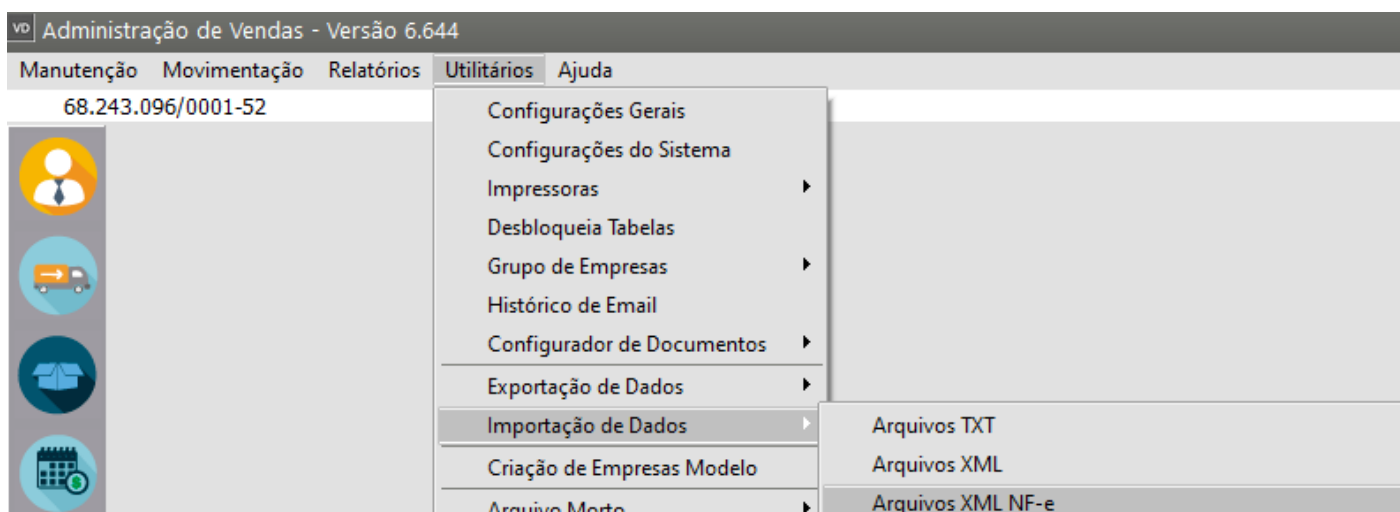 VD Administração de Vendas - Versão 6.644
Manutenção Movimentação Relatórios Utilitários Ajuda
68.243.096/0001-52
Configurações Gerais
Configurações do Sistema
Impressoras
Desbloqueia Tabelas
Grupo de Empresas
Histórico de Email
Configurador de Documentos
Exportação de Dados
Importação de Dados
Criação de Empresas Modelo
Arquivo Morto
Arquivos TXT
Arquivos XML
Arquivos XML NF-e